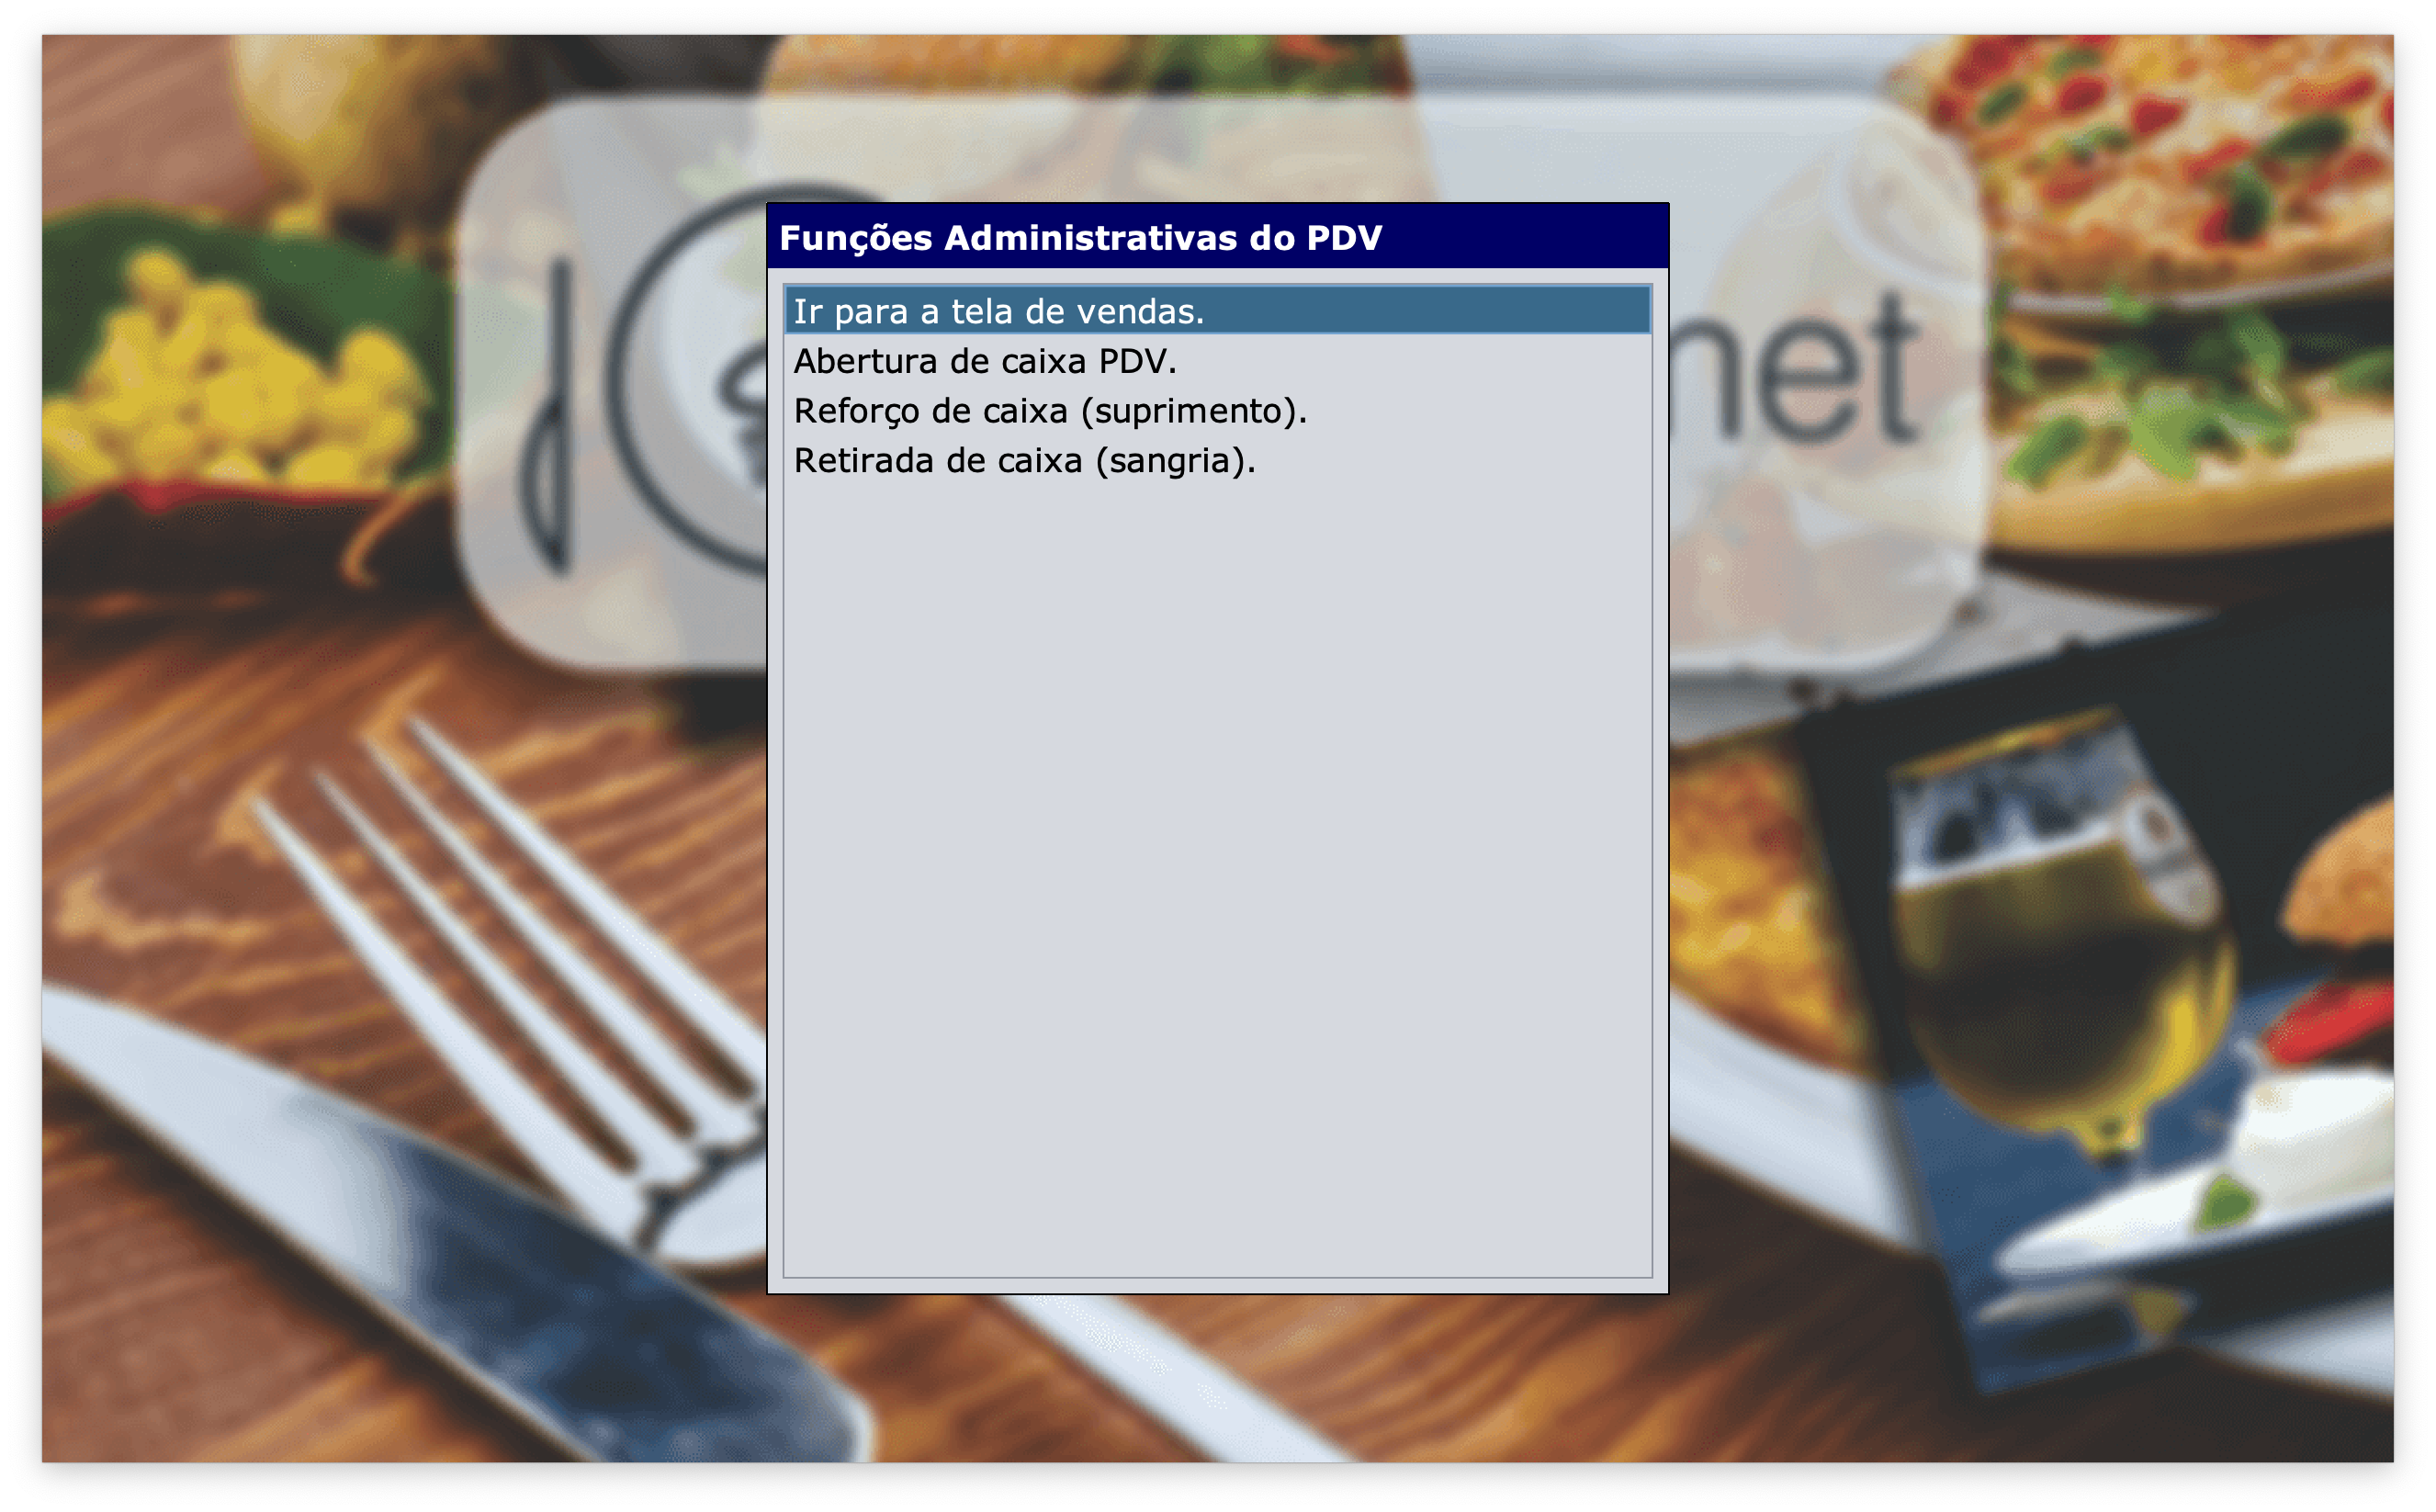 Funções Administrativas do PDV
Ir para a tela de vendas.
net
Abertura de caixa PDV.
Reforço de caixa (suprimento).
Retirada de caixa (sangria).